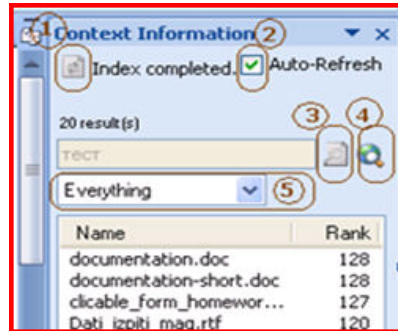 1 Context Information 2
Index completed. Auto-Refresh
20 result(s) 3 4
тест
Everything 5
Name Rank
documentation.doc 128
documentation-short.doc 128
clicable_form_homewor... 127
Dati_izpiti_mag.rtf 120